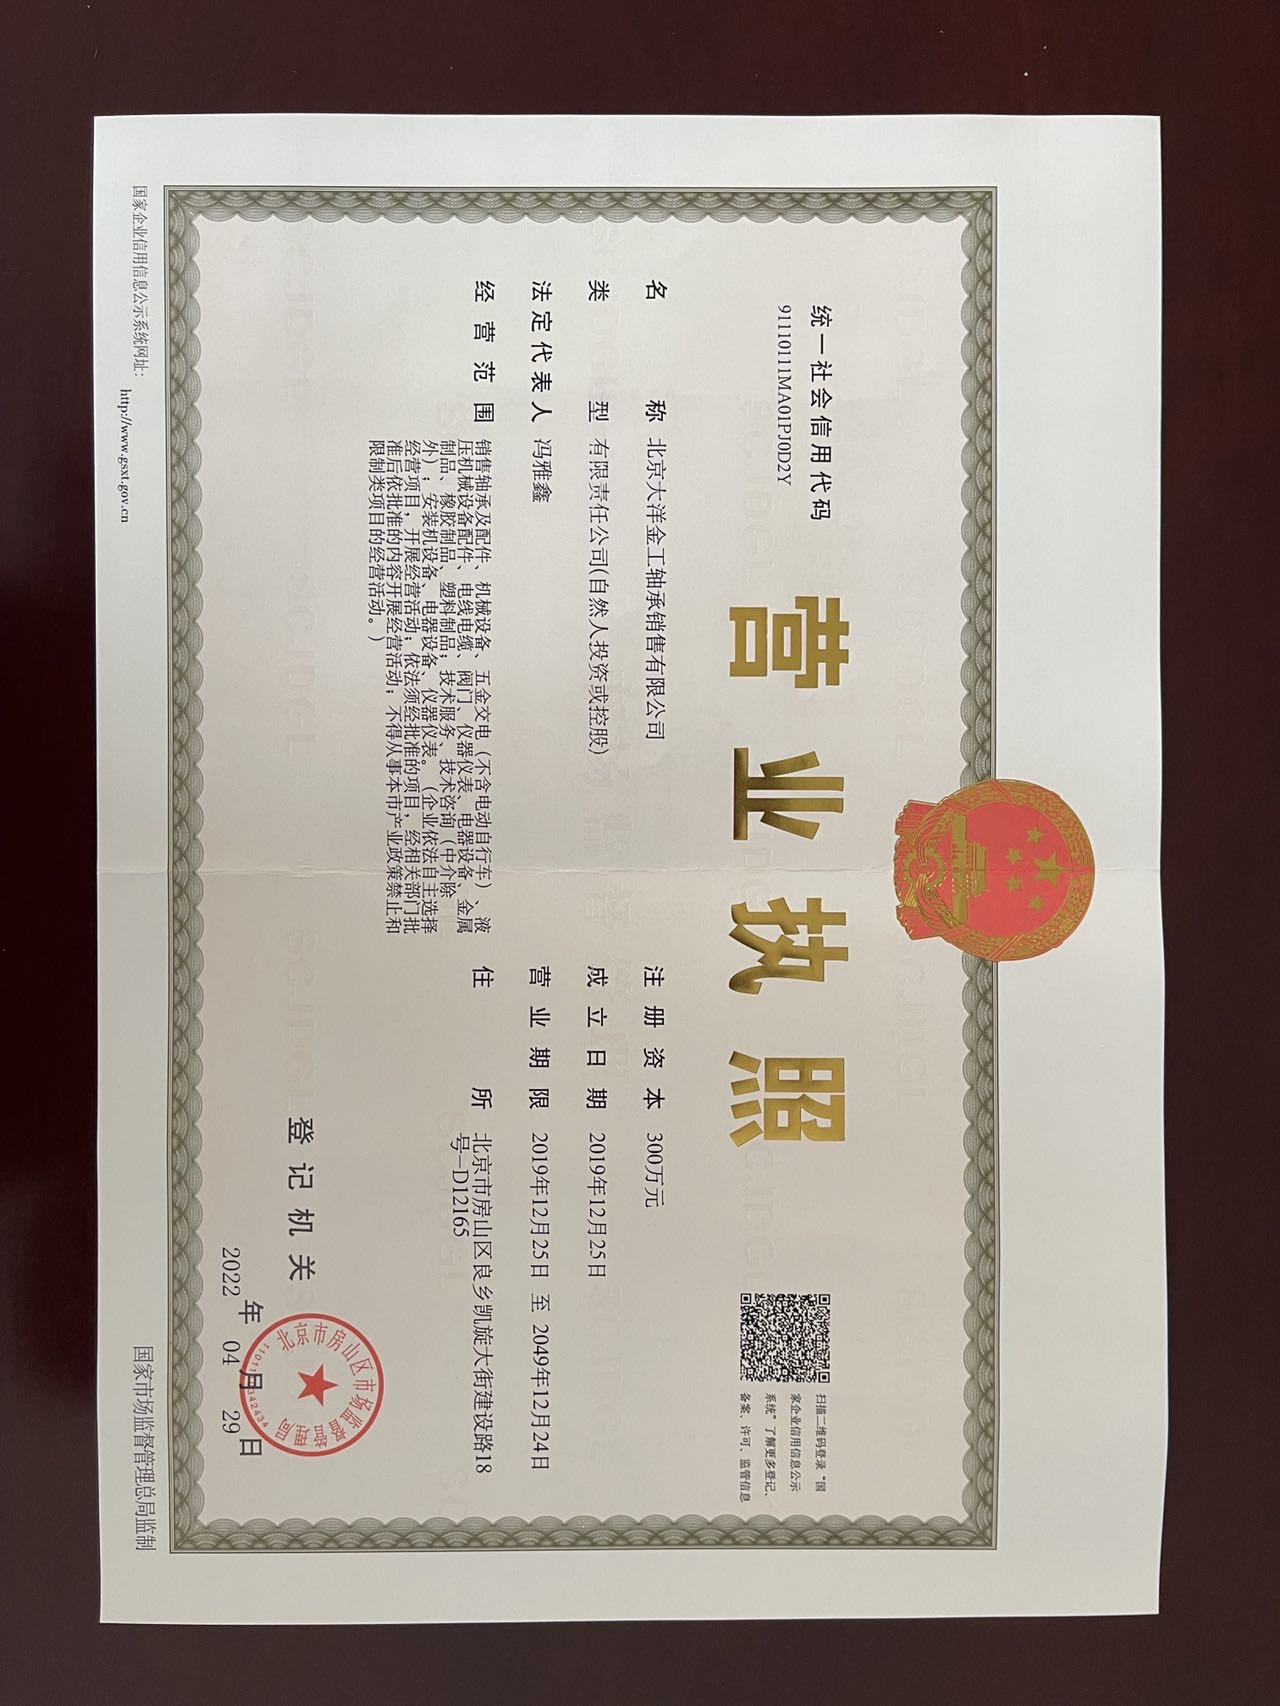 统一社会信用代码
91110111MA01PJ0D2Y
营业执照
扫描二维码登录“国
家企业信用信息公示
系统”了解更多登记、
备案、许可、监管信息
名称 北京大洋金工轴承销售有限公司
类型 有限责任公司(自然人投资或控股)
法定代表人 冯雅鑫
经营范围 销售轴承及配件、机械设备、五金交电（不含电动自行车）、液
压机械设备配件、电线电缆、阀门、仪器仪表、电器设备、金属
制品、橡胶制品、塑料制品；技术服务、技术咨询（中介除
外）；安装机设备、电器设备、仪器仪表。（企业依法自主选择
经营项目，开展经营活动；依法须经批准的项目，经相关部门批
准后依批准的内容开展经营活动；不得从事本市产业政策禁止和
限制类项目的经营活动。）
注册资本 300万元
成立日期 2019年12月25日
营业期限 2019年12月25日 至 2049年12月24日
住所 北京市房山区良乡凯旋大街建设路18
号-D12165
登记机关
北京市房山区市场监督管理局
2022年04月29日
国家企业信用信息公示系统网址： http://www.gsxt.gov.cn
国家市场监督管理总局监制